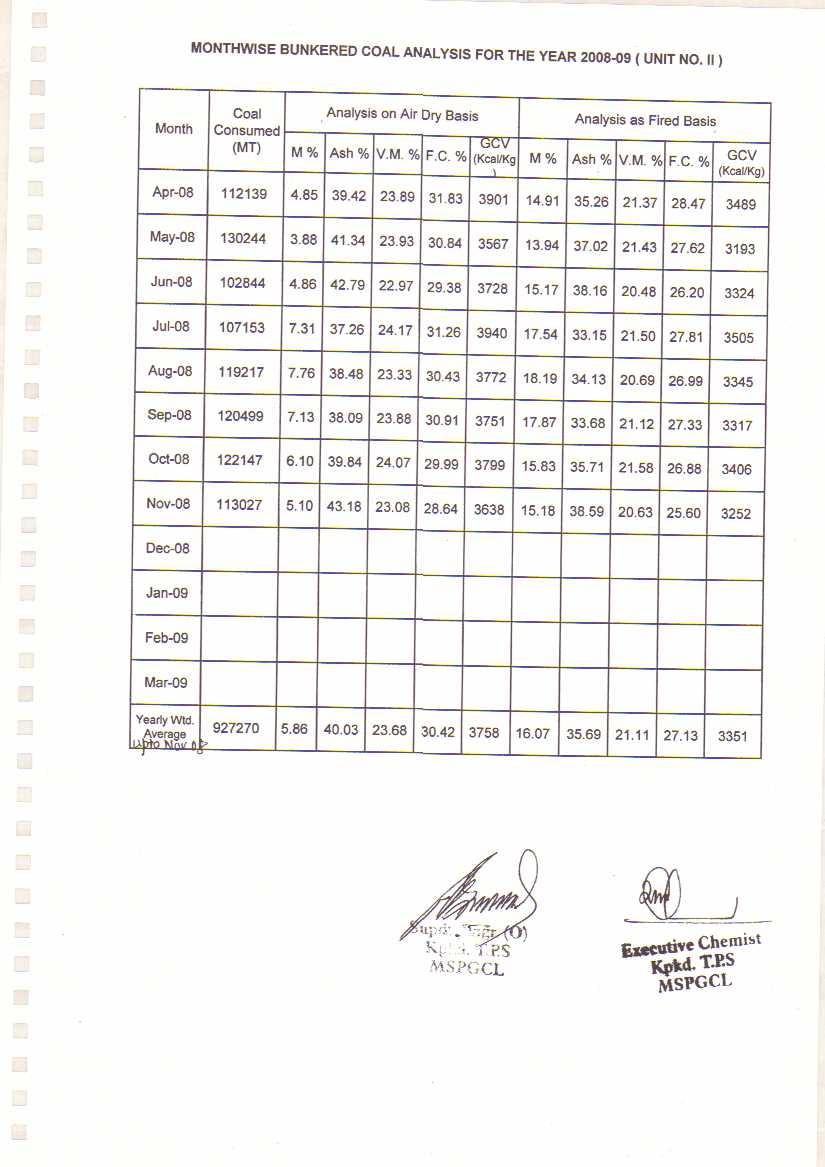 MONTHWISE BUNKERED COAL ANALYSIS FOR THE YEAR 2008-09 ( UNIT NO. II )
Month Coal Consumed (MT) Analysis on Air Dry Basis Analysis as Fired Basis
M % Ash % V.M. % F.C. % GCV (Kcal/Kg) M % Ash % V.M. % F.C. % GCV (Kcal/Kg)
Apr-08 112139 4.85 39.42 23.89 31.83 3901 14.91 35.26 21.37 28.47 3489
May-08 130244 3.88 41.34 23.93 30.84 3567 13.94 37.02 21.43 27.62 3193
Jun-08 102844 4.86 42.79 22.97 29.38 3728 15.17 38.16 20.48 26.20 3324
Jul-08 107153 7.31 37.26 24.17 31.26 3940 17.54 33.15 21.50 27.81 3505
Aug-08 119217 7.76 38.48 23.33 30.43 3772 18.19 34.13 20.69 26.99 3345
Sep-08 120499 7.13 38.09 23.88 30.91 3751 17.87 33.68 21.12 27.33 3317
Oct-08 122147 6.10 39.84 24.07 29.99 3799 15.83 35.71 21.58 26.88 3406
Nov-08 113027 5.10 43.18 23.08 28.64 3638 15.18 38.59 20.63 25.60 3252
Dec-08
Jan-09
Feb-09
Mar-09
Yearly Wtd. Average upto Nov 08 927270 5.86 40.03 23.68 30.42 3758 16.07 35.69 21.11 27.13 3351
Supdt. Engr. (O)
Kpkd. T.P.S
MSPGCL
Executive Chemist
Kpkd. T.P.S
MSPGCL